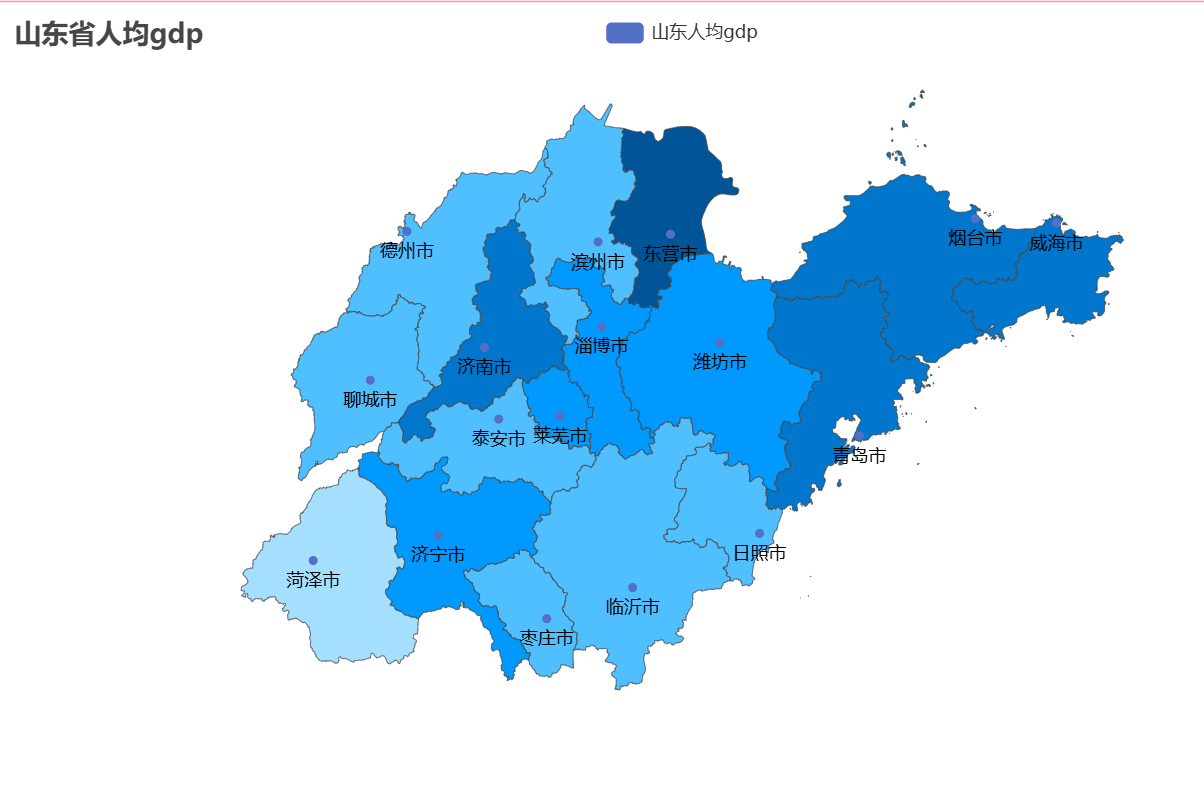 山东省人均gdp
山东人均gdp
德州市
滨州市
东营市
烟台市
威海市
济南市
淄博市
潍坊市
聊城市
泰安市
莱芜市
青岛市
济宁市
日照市
菏泽市
临沂市
枣庄市